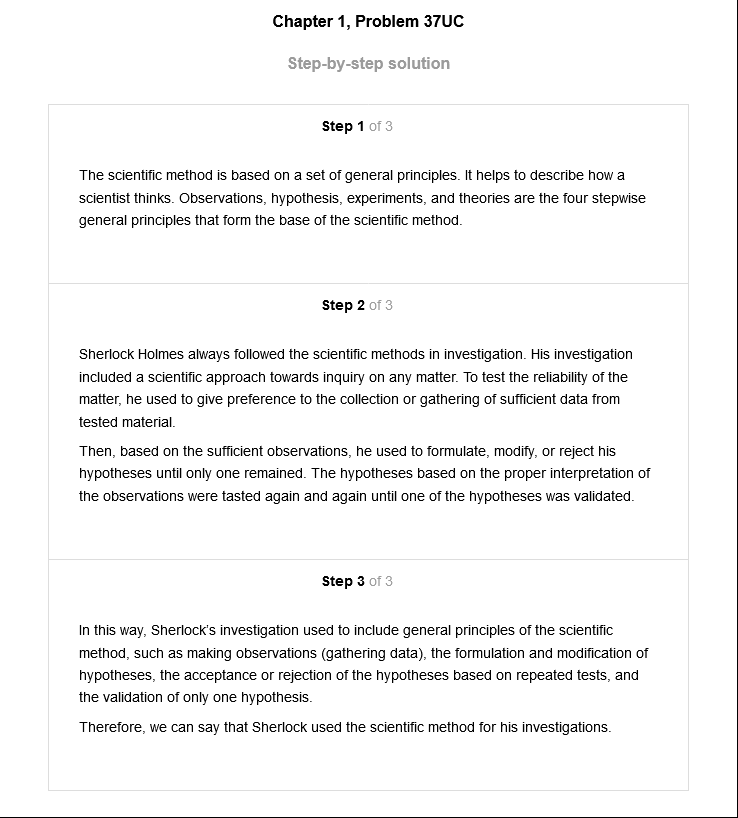 Chapter 1, Problem 37UC
Step-by-step solution
Step 1 of 3
The scientific method is based on a set of general principles. It helps to describe how a
scientist thinks. Observations, hypothesis, experiments, and theories are the four stepwise
general principles that form the base of the scientific method.
Step 2 of 3
Sherlock Holmes always followed the scientific methods in investigation. His investigation
included a scientific approach towards inquiry on any matter. To test the reliability of the
matter, he used to give preference to the collection or gathering of sufficient data from
tested material.
Then, based on the sufficient observations, he used to formulate, modify, or reject his
hypotheses until only one remained. The hypotheses based on the proper interpretation of
the observations were tasted again and again until one of the hypotheses was validated.
Step 3 of 3
In this way, Sherlock's investigation used to include general principles of the scientific
method, such as making observations (gathering data), the formulation and modification of
hypotheses, the acceptance or rejection of the hypotheses based on repeated tests, and
the validation of only one hypothesis.
Therefore, we can say that Sherlock used the scientific method for his investigations.